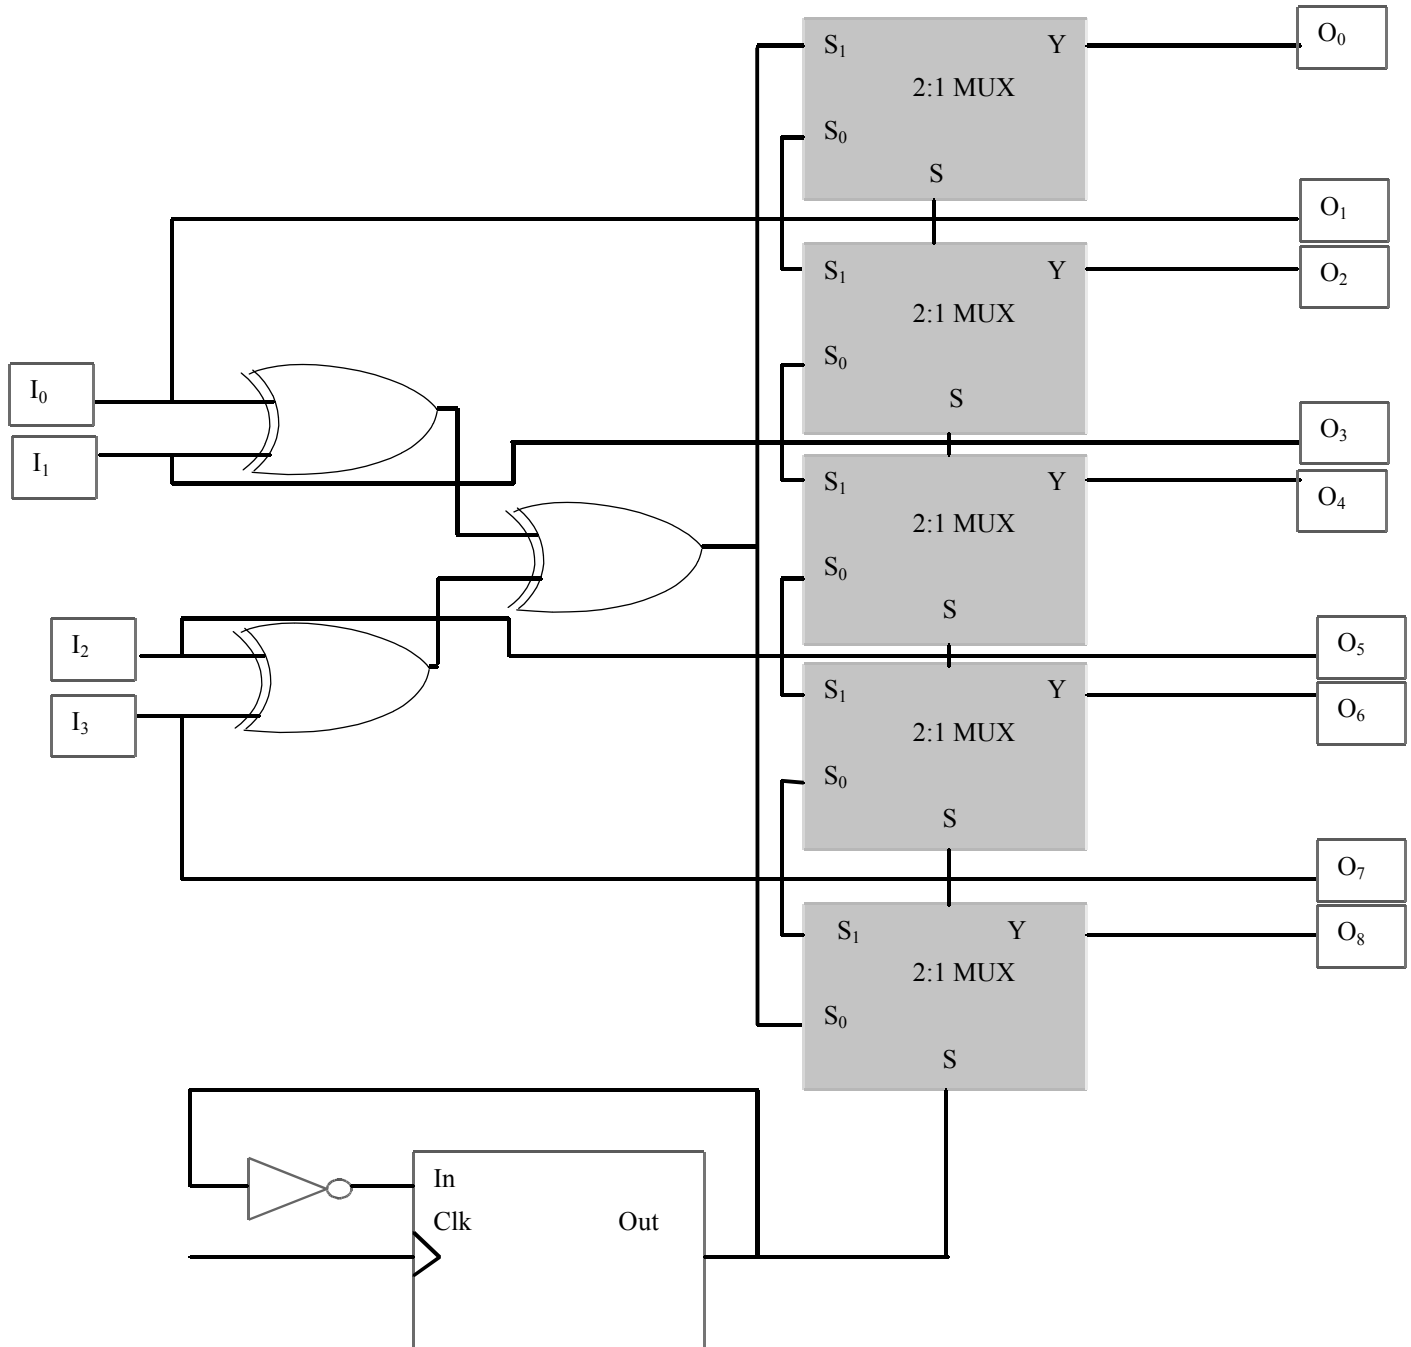 S₁ Y
2:1 MUX
S₀
S
O₀
O₁
S₁ Y
2:1 MUX
S₀
S
O₂
I₀
I₁
O₃
S₁ Y
2:1 MUX
S₀
S
O₄
I₂
I₃
O₅
S₁ Y
2:1 MUX
S₀
S
O₆
O₇
S₁ Y
2:1 MUX
S₀
S
O₈
In
Clk Out